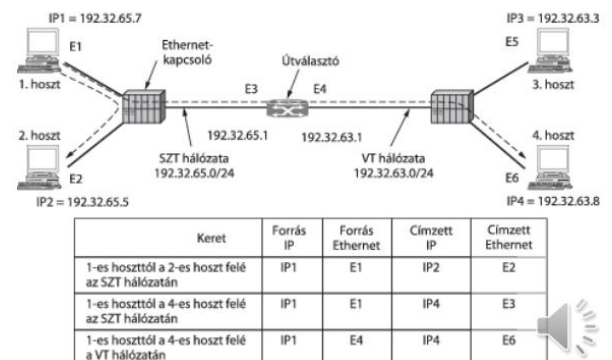 IP1 = 192.32.65.7
IP3 = 192.32.63.3
E1
Ethernet-
kapcsoló
Útválasztó
E5
E3
E4
1. hoszt
3. hoszt
2. hoszt
4. hoszt
192.32.65.1
192.32.63.1
SZT hálózata
192.32.65.0/24
VT hálózata
192.32.63.0/24
E2
E6
IP2 = 192.32.65.5
IP4 = 192.32.63.8
Keret
Forrás
IP
Forrás
Ethernet
Címzett
IP
Címzett
Ethernet
1-es hoszttól a 2-es hoszt felé
az SZT hálózatán
IP1
E1
IP2
E2
1-es hoszttól a 4-es hoszt felé
az SZT hálózatán
IP1
E1
IP4
E3
1-es hoszttól a 4-es hoszt felé
a VT hálózatán
IP1
E4
IP4
E6